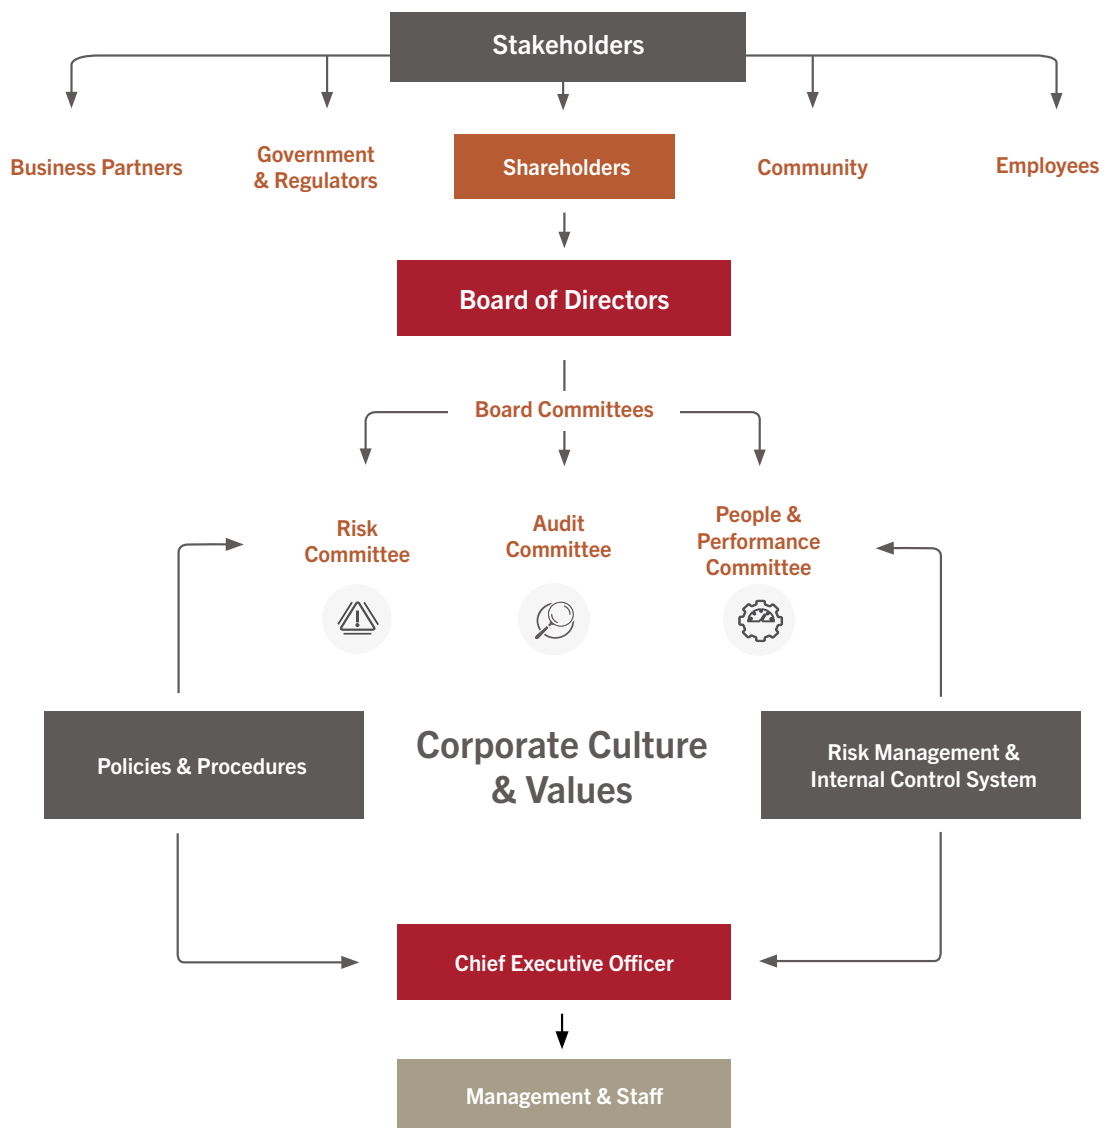 Stakeholders
Business Partners
Government
& Regulators
Shareholders
Community
Employees
Board of Directors
Board Committees
Risk
Committee
Audit
Committee
People &
Performance
Committee
Policies & Procedures
Corporate Culture
& Values
Risk Management &
Internal Control System
Chief Executive Officer
Management & Staff